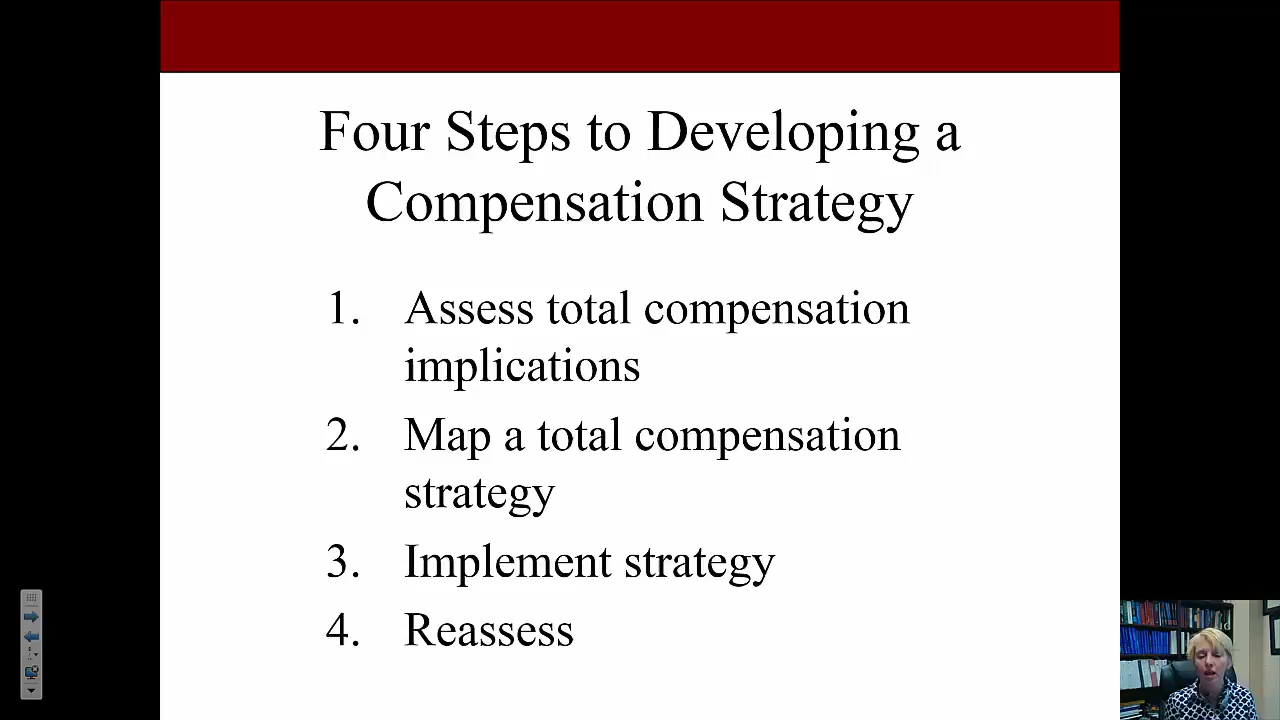 Four Steps to Developing a
Compensation Strategy
1. Assess total compensation
implications
2. Map a total compensation
strategy
3. Implement strategy
4. Reassess